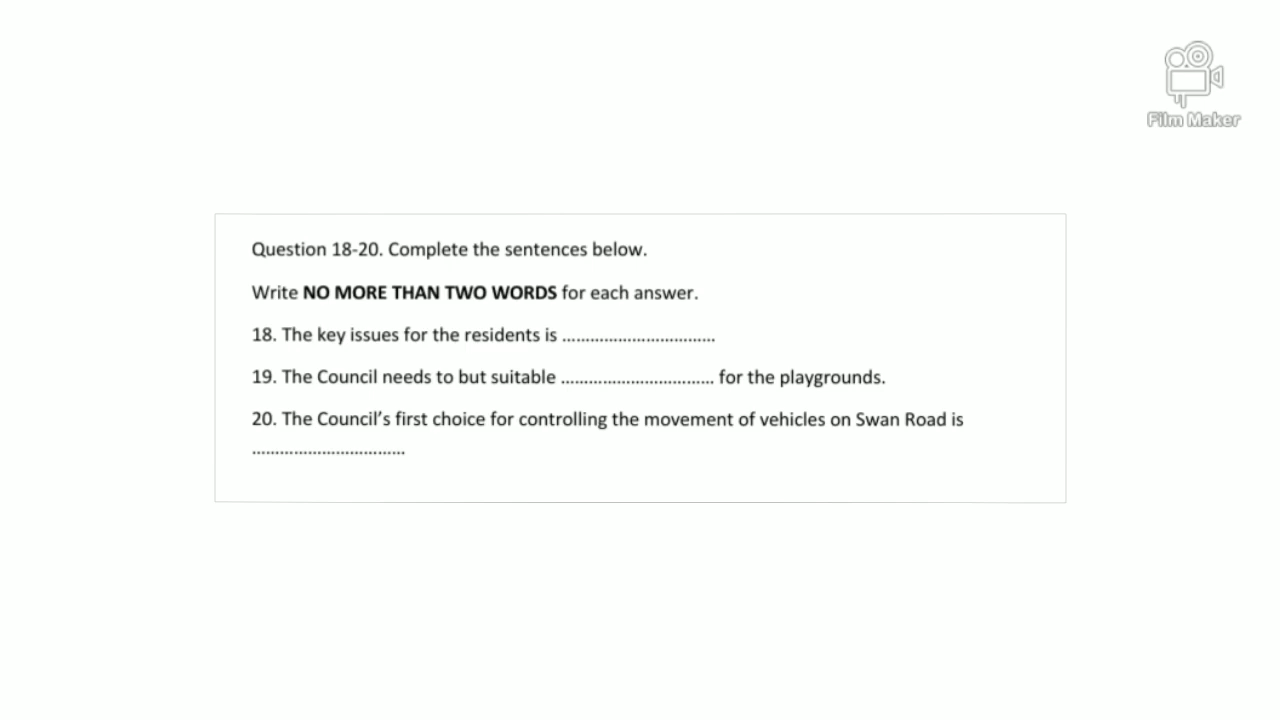 Film Maker
Question 18-20. Complete the sentences below.
Write NO MORE THAN TWO WORDS for each answer.
18. The key issues for the residents is .................................
19. The Council needs to but suitable ................................. for the playgrounds.
20. The Council’s first choice for controlling the movement of vehicles on Swan Road is
.................................